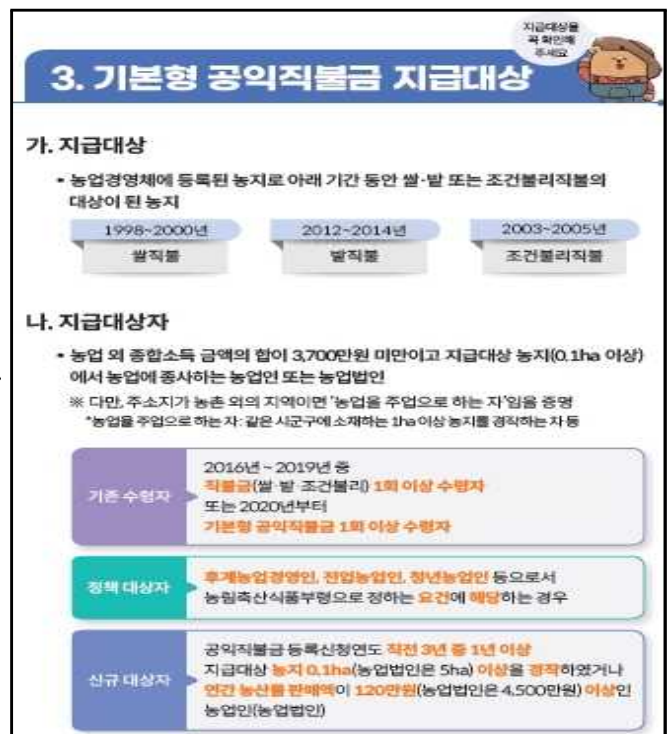 지급대상을
꼭 확인해
주세요
3. 기본형 공익직불금 지급대상
가. 지급대상
• 농업경영체에 등록된 농지로 아래 기간 동안 쌀·밭 또는 조건불리직불의
대상이 된 농지
1998~2000년
2012~2014년
2003~2005년
쌀직불
밭직불
조건불리직불
나. 지급대상자
• 농업 외 종합소득 금액의 합이 3,700만원 미만이고 지급대상 농지(0.1ha 이상)
에서 농업에 종사하는 농업인 또는 농업법인
※ 다만, 주소지가 농촌 외의 지역이면 '농업을 주업으로 하는 자'임을 증명
*농업을 주업으로 하는 자: 같은 시군구에 소재하는 1ha 이상 농지를 경작하는 자 등
기존 수령자
2016년 ~ 2019년 중
직불금(쌀·밭·조건불리) 1회 이상 수령자
또는 2020년부터
기본형 공익직불금 1회 이상 수령자
정책 대상자
후계농업경영인, 전업농업인, 청년농업인 등으로서
농림축산식품부령으로 정하는 요건에 해당하는 경우
신규 대상자
공익직불금 등록신청연도 직전 3년 중 1년 이상
지급대상 농지 0.1ha(농업법인은 5ha) 이상을 경작하였거나
연간 농산물 판매액이 120만원(농업법인은 4,500만원) 이상인
농업인(농업법인)